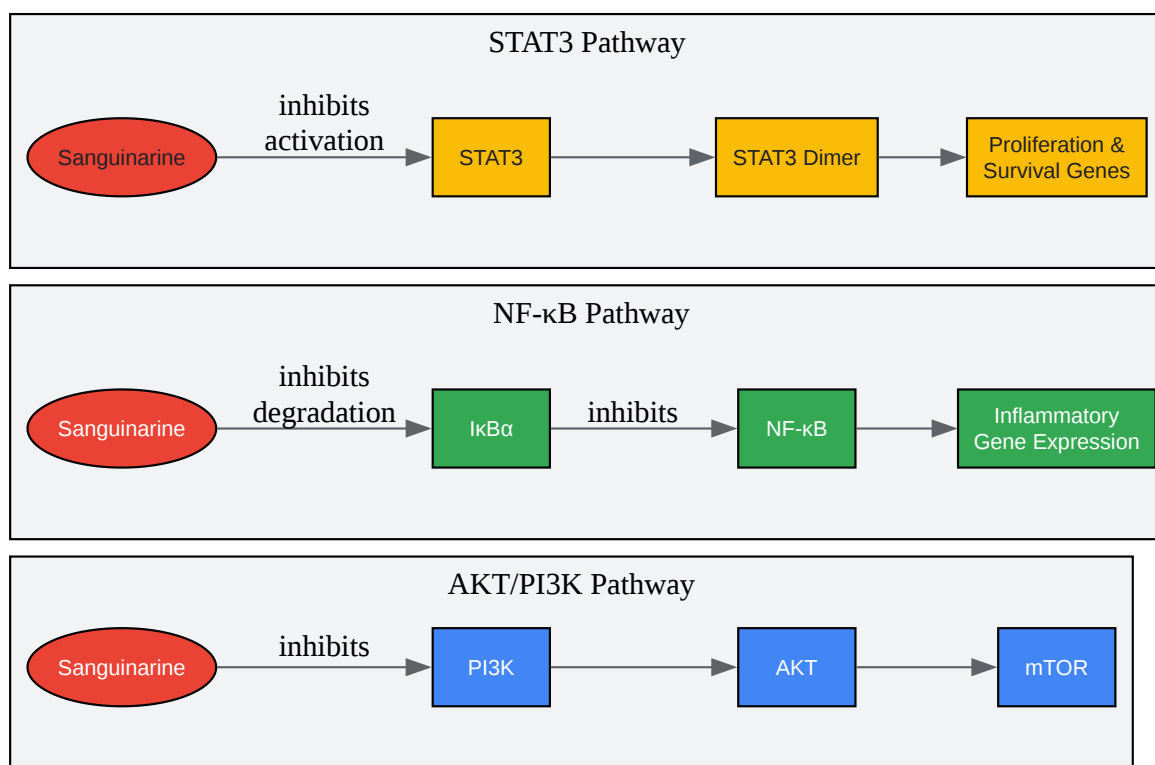 STAT3 Pathway
inhibits
activation
Sanguinarine
STAT3
STAT3 Dimer
Proliferation &
Survival Genes
NF-κB Pathway
inhibits
degradation
inhibits
Sanguinarine
IκBα
NF-κB
Inflammatory
Gene Expression
AKT/PI3K Pathway
inhibits
Sanguinarine
PI3K
AKT
mTOR